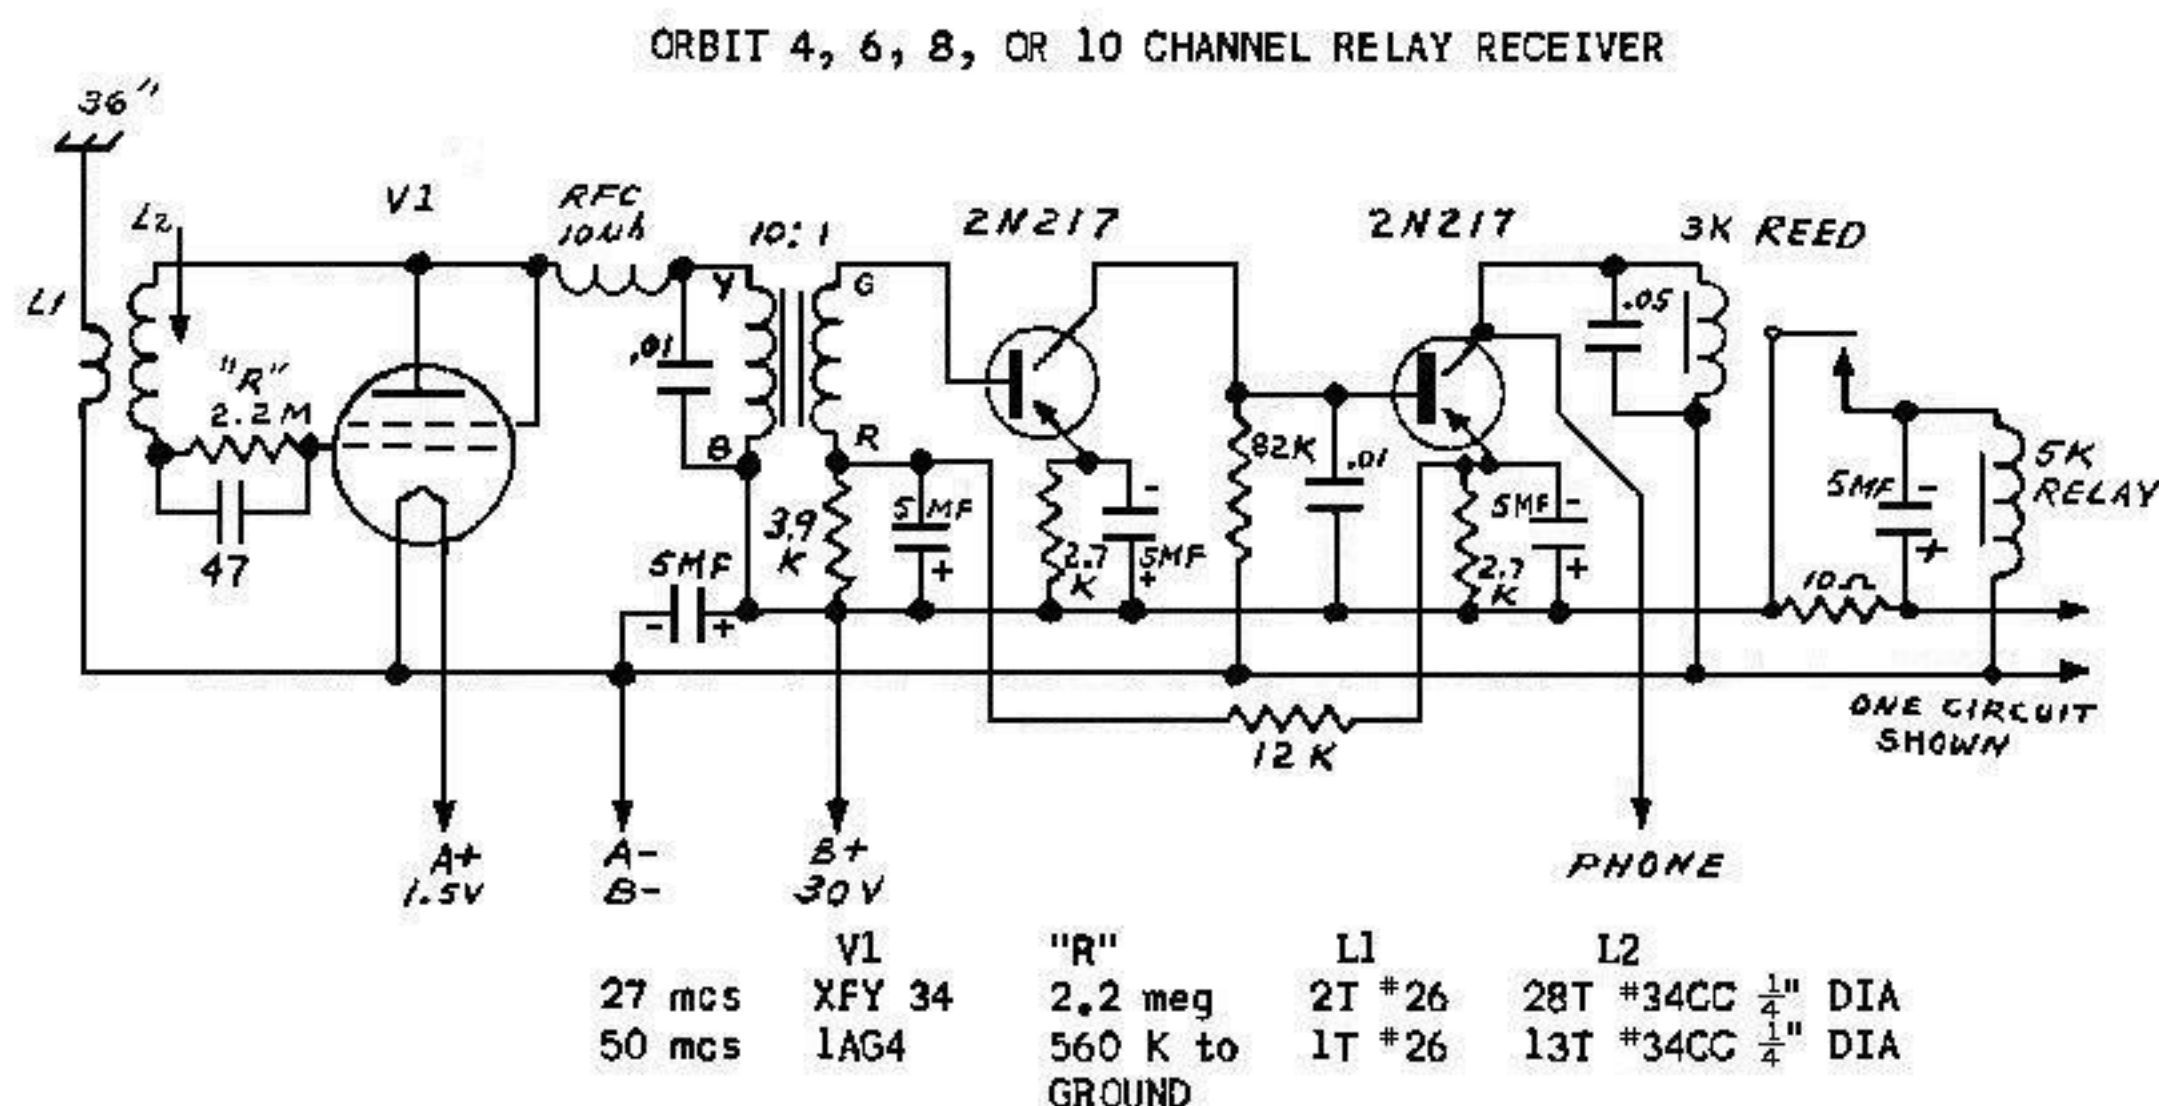 ORBIT 4, 6, 8, OR 10 CHANNEL RELAY RECEIVER
36"
L1
L2
V1
RFC
10uh
10:1
2N217
2N217
3K REED
Y
G
.05
"R"
2.2M
.01
B
R
82K
.01
5K
RELAY
5MF
-
+
47
5MF
-
+
3.9
K
5MF
+
2.7
K
-
5MF
+
5MF
-
+
2.7
K
10Ω
12K
ONE CIRCUIT
SHOWN
A+
1.5V
A-
B-
B+
30V
PHONE
V1 "R" L1 L2
27 mcs XFY 34 2.2 meg 2T #26 28T #34CC ¼" DIA
50 mcs 1AG4 560 K to 1T #26 13T #34CC ¼" DIA
GROUND